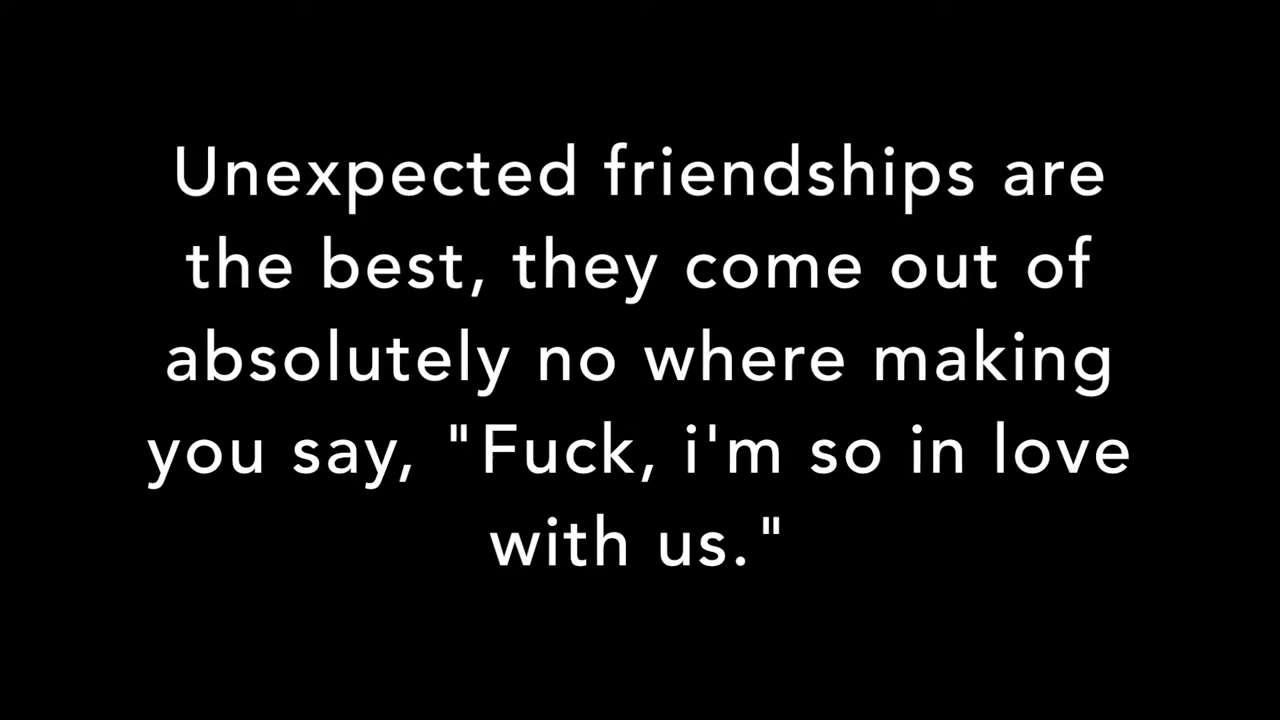 Unexpected friendships are
the best, they come out of
absolutely no where making
you say, "Fuck, i'm so in love
with us."